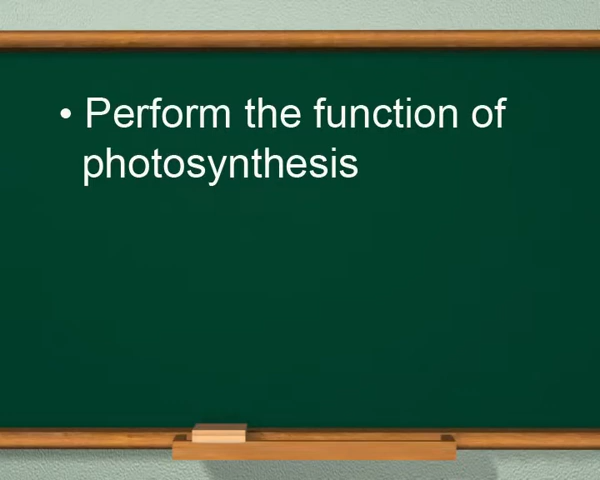 • Perform the function of
photosynthesis